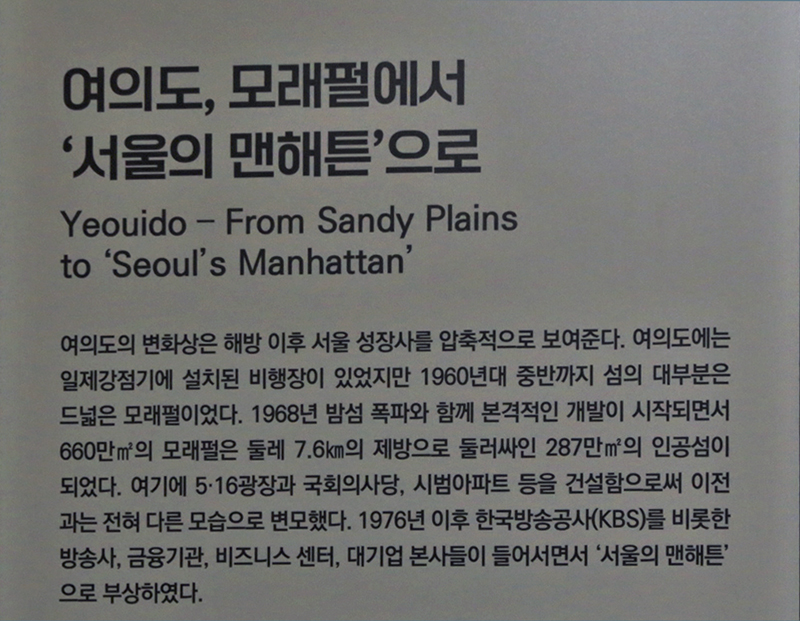 여의도, 모래펄에서
‘서울의 맨해튼’으로
Yeouido – From Sandy Plains
to ‘Seoul’s Manhattan’
여의도의 변화상은 해방 이후 서울 성장사를 압축적으로 보여준다. 여의도에는
일제강점기에 설치된 비행장이 있었지만 1960년대 중반까지 섬의 대부분은
드넓은 모래펄이었다. 1968년 밤섬 폭파와 함께 본격적인 개발이 시작되면서
660만㎡의 모래펄은 둘레 7.6㎞의 제방으로 둘러싸인 287만㎡의 인공섬이
되었다. 여기에 5·16광장과 국회의사당, 시범아파트 등을 건설함으로써 이전
과는 전혀 다른 모습으로 변모했다. 1976년 이후 한국방송공사(KBS)를 비롯한
방송사, 금융기관, 비즈니스 센터, 대기업 본사들이 들어서면서 ‘서울의 맨해튼’
으로 부상하였다.